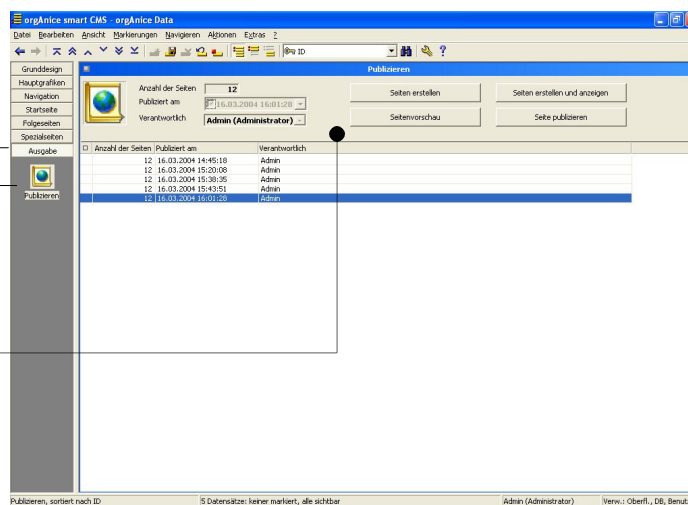 orgAnice smart CMS - orgAnice Data
Datei Bearbeiten Ansicht Markierungen Navigieren Aktionen Extras ?
ID
Grunddesign
Hauptgrafiken
Navigation
Startseite
Folgeseiten
Spezialseiten
Ausgabe
Publizieren
Publizieren
Anzahl der Seiten 12
Publiziert am 16.03.2004 16:01:28
Verantwortlich Admin (Administrator)
Seiten erstellen
Seiten erstellen und anzeigen
Seitenvorschau
Seite publizieren
Anzahl der Seiten Publiziert am Verantwortlich
12 16.03.2004 14:45:18 Admin
12 16.03.2004 15:20:08 Admin
12 16.03.2004 15:38:35 Admin
12 16.03.2004 15:43:51 Admin
12 16.03.2004 16:01:28 Admin
Publizieren, sortiert nach ID
5 Datensätze: keiner markiert, alle sichtbar
Admin (Administrator)
Verw.: Oberfl., DB, Benut